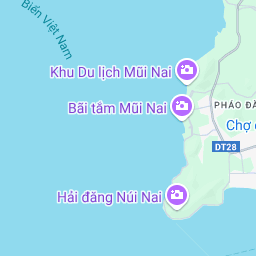 Biển Việt Nam
Khu Du lịch Mũi Nai
Bãi tắm Mũi Nai
PHÁO ĐÀ
Chợ
DT28
Hải đăng Núi Nai